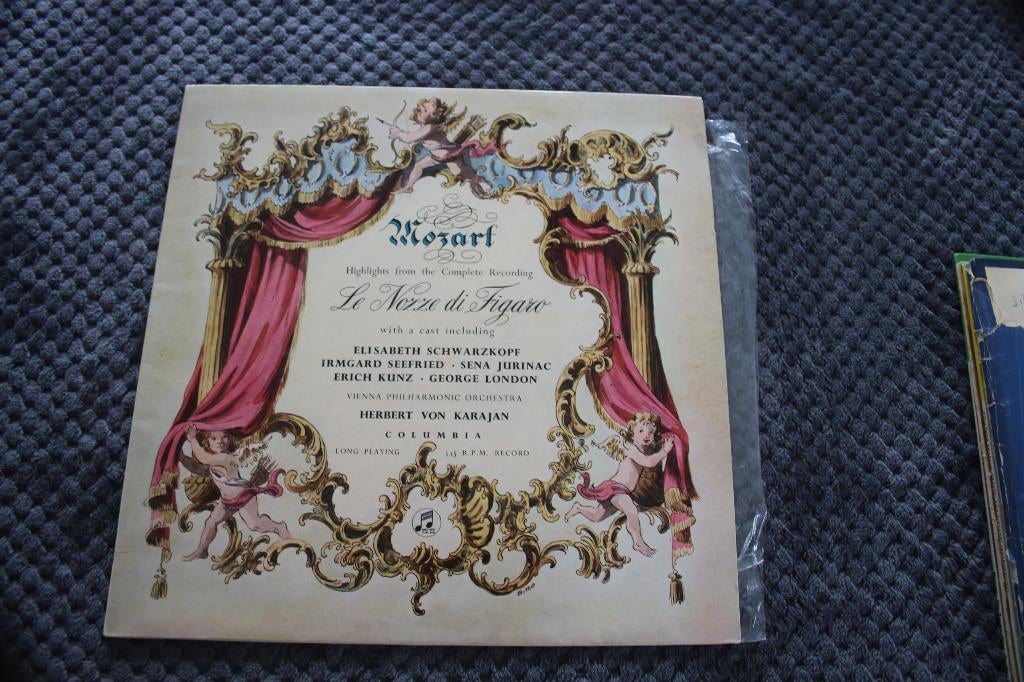 Mozart
Highlights from the Complete Recording
Le Nozze di Figaro
with a cast including
ELISABETH SCHWARZKOPF
IRMGARD SEEFRIED · SENA JURINAC
ERICH KUNZ · GEORGE LONDON
VIENNA PHILHARMONIC ORCHESTRA
HERBERT VON KARAJAN
COLUMBIA
LONG PLAYING 33⅓ R.P.M. RECORD